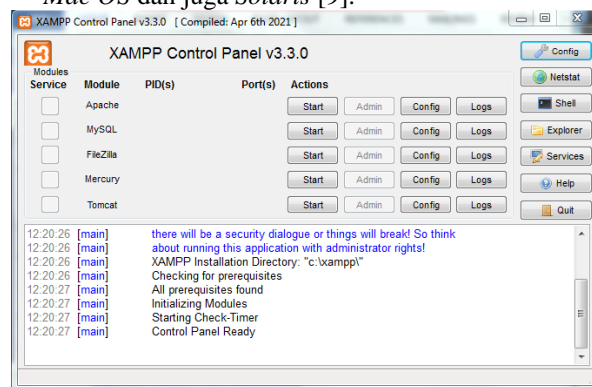 Mac OS dan juga Solaris [9].
XAMPP Control Panel v3.3.0 [ Compiled: Apr 6th 2021 ]
XAMPP Control Panel v3.3.0
Config
Modules
Service Module PID(s) Port(s) Actions
Netstat
Apache Start Admin Config Logs
Shell
MySQL Start Admin Config Logs
Explorer
FileZilla Start Admin Config Logs
Services
Mercury Start Admin Config Logs
Help
Tomcat Start Admin Config Logs
Quit
12:20:26 [main] there will be a security dialogue or things will break! So think
12:20:26 [main] about running this application with administrator rights!
12:20:26 [main] XAMPP Installation Directory: "c:\xampp\"
12:20:26 [main] Checking for prerequisites
12:20:27 [main] All prerequisites found
12:20:27 [main] Initializing Modules
12:20:27 [main] Starting Check-Timer
12:20:27 [main] Control Panel Ready